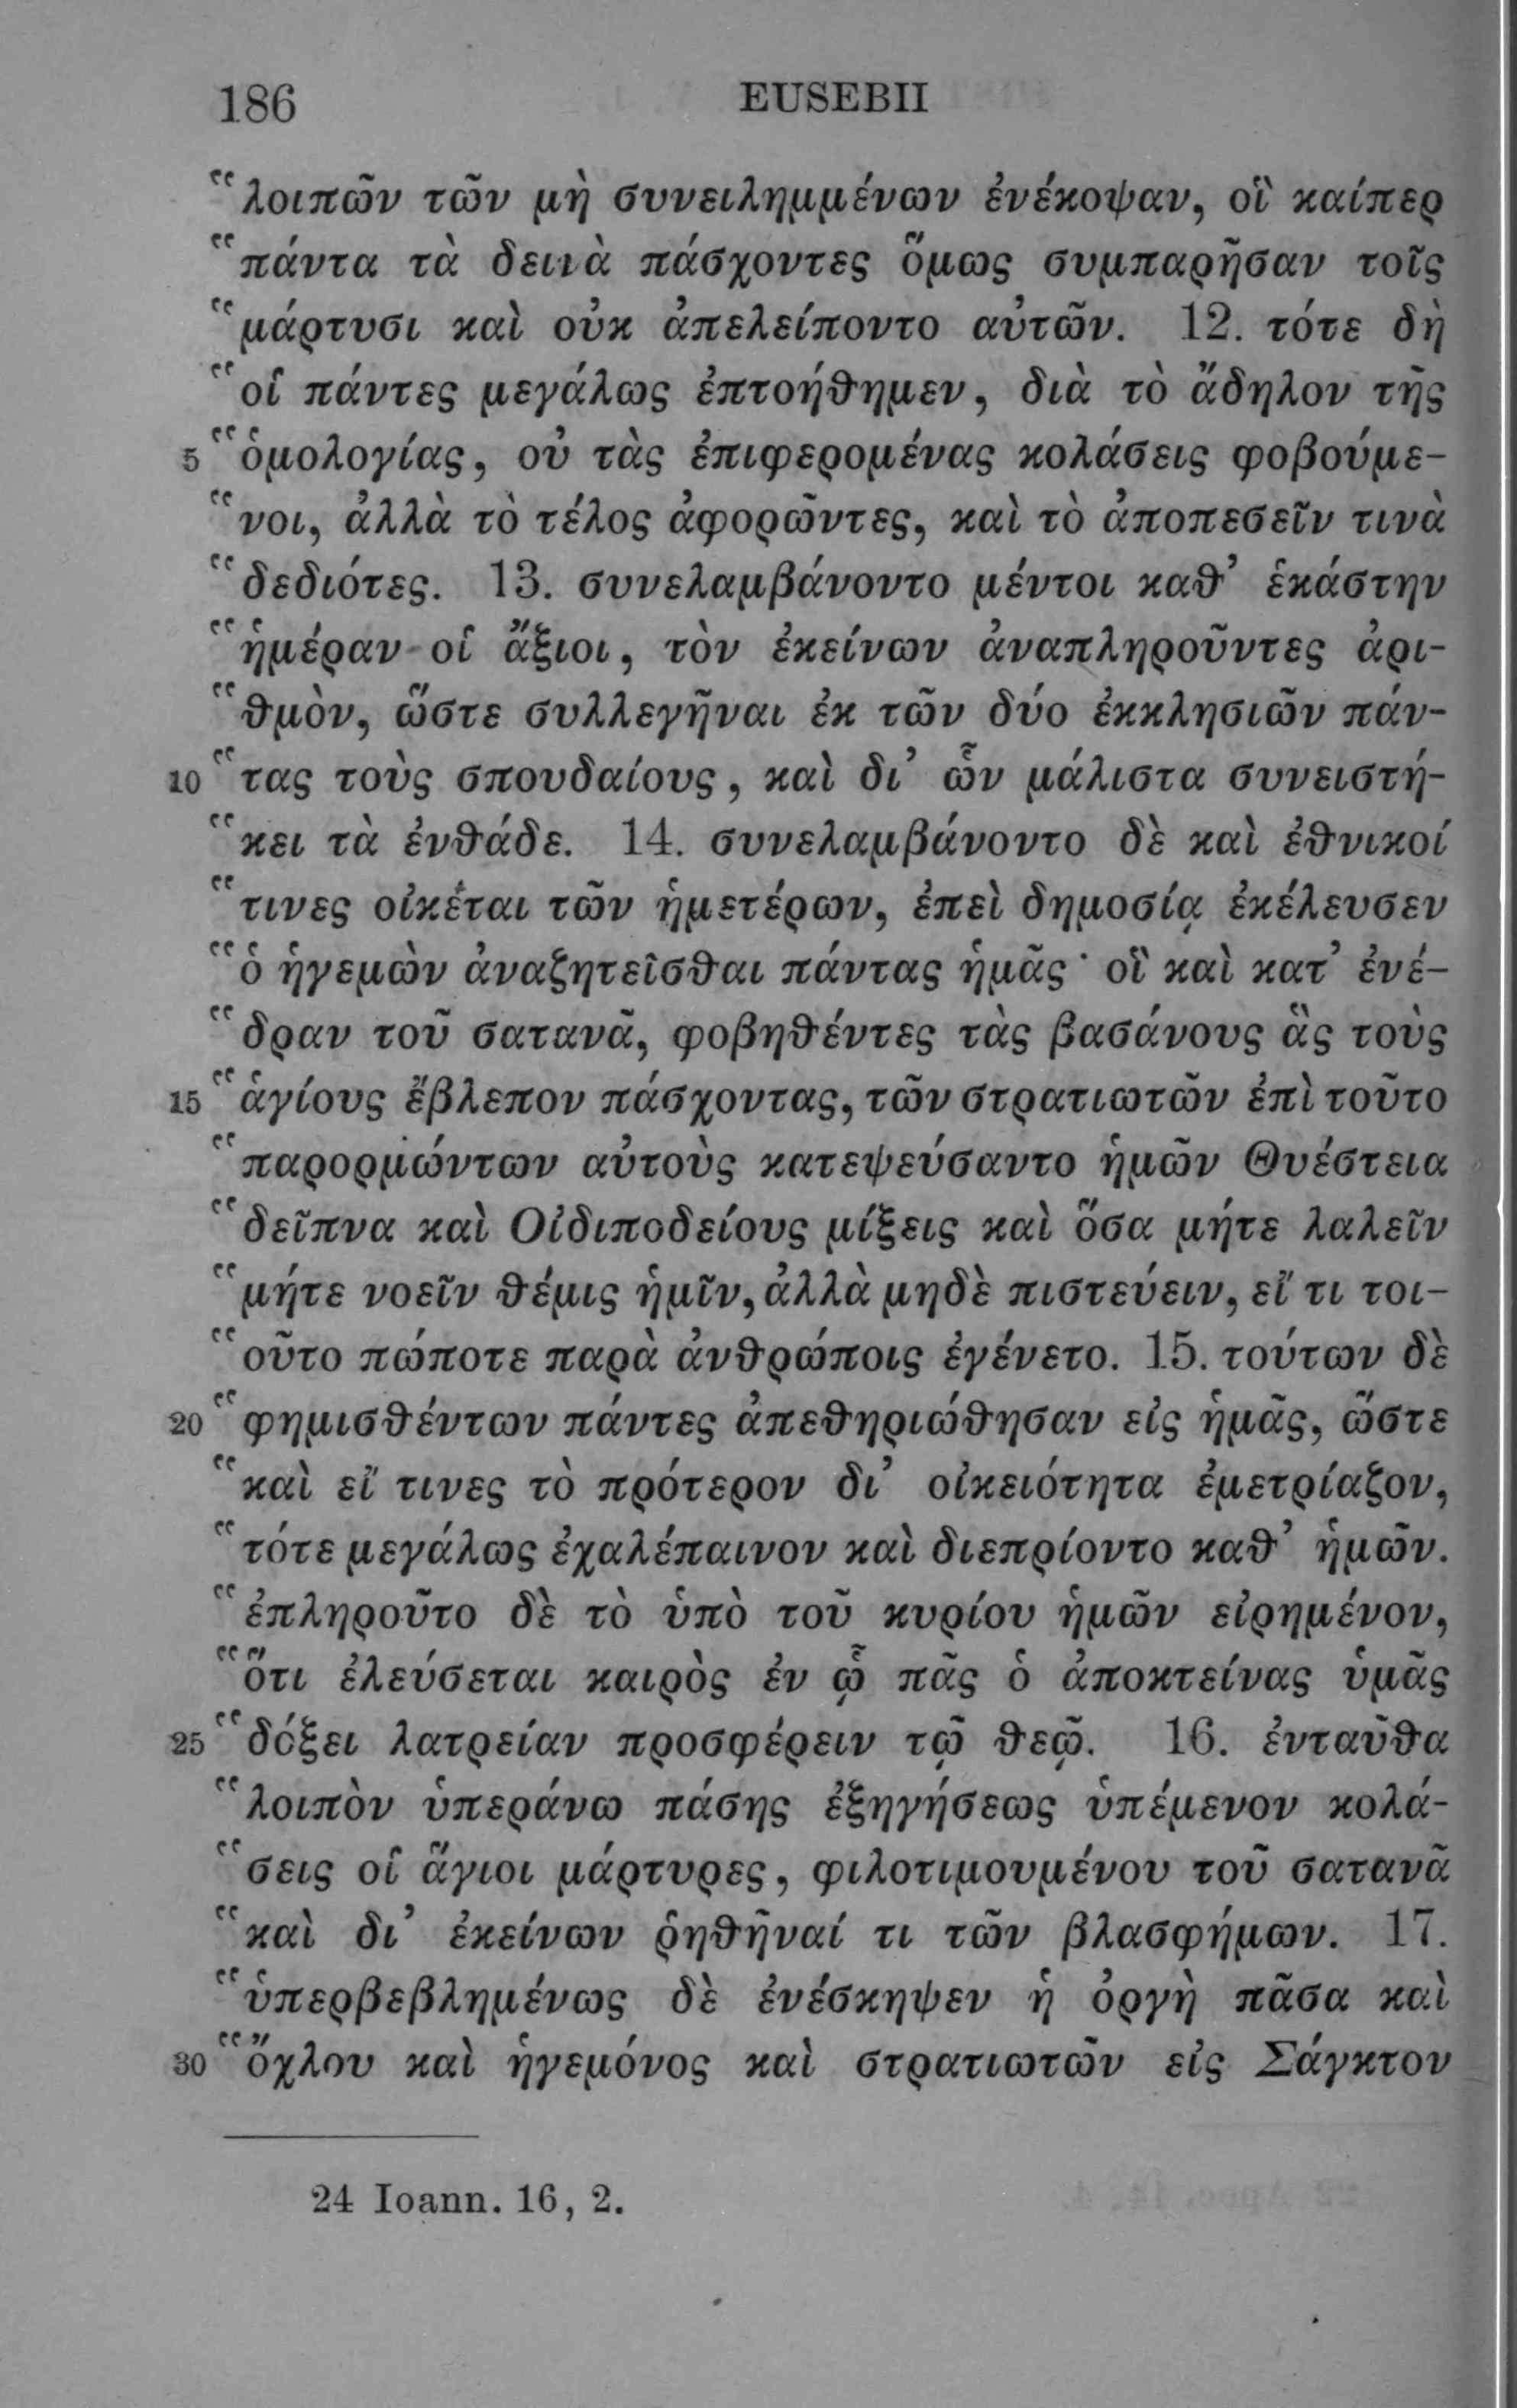 186 EUSEBII
“λοιπῶν τῶν μὴ συνειλημμένων ἐνέκοψαν, οἳ καίπερ
“πάντα τὰ δεινὰ πάσχοντες ὅμως συμπαρῆσαν τοῖς
“μάρτυσι καὶ οὐκ ἀπελείποντο αὐτῶν. 12. τότε δὴ
“οἱ πάντες μεγάλως ἐπτοήθημεν, διὰ τὸ ἄδηλον τῆς
5 “ὁμολογίας, οὐ τὰς ἐπιφερομένας κολάσεις φοβούμε-
“νοι, ἀλλὰ τὸ τέλος ἀφορῶντες, καὶ τὸ ἀποπεσεῖν τινὰ
“δεδιότες. 13. συνελαμβάνοντο μέντοι καθ’ ἑκάστην
“ἡμέραν οἱ ἄξιοι, τὸν ἐκείνων ἀναπληροῦντες ἀρι-
“θμὸν, ὥστε συλλεγῆναι ἐκ τῶν δύο ἐκκλησιῶν πάν-
10 “τας τοὺς σπουδαίους, καὶ δι’ ὧν μάλιστα συνειστή-
“κει τὰ ἐνθάδε. 14. συνελαμβάνοντο δὲ καὶ ἐθνικοί
“τινες οἰκέται τῶν ἡμετέρων, ἐπεὶ δημοσίᾳ ἐκέλευσεν
“ὁ ἡγεμὼν ἀναζητεῖσθαι πάντας ἡμᾶς· οἳ καὶ κατ’ ἐνέ-
“δραν τοῦ σατανᾶ, φοβηθέντες τὰς βασάνους ἃς τοὺς
15 “ἁγίους ἔβλεπον πάσχοντας, τῶν στρατιωτῶν ἐπὶ τοῦτο
“παρορμώντων αὐτοὺς κατεψεύσαντο ἡμῶν Θυέστεια
“δεῖπνα καὶ Οἰδιποδείους μίξεις καὶ ὅσα μήτε λαλεῖν
“μήτε νοεῖν θέμις ἡμῖν, ἀλλὰ μηδὲ πιστεύειν, εἴ τι τοι-
“οῦτο πώποτε παρὰ ἀνθρώποις ἐγένετο. 15. τούτων δὲ
20 “φημισθέντων πάντες ἀπεθηριώθησαν εἰς ἡμᾶς, ὥστε
“καὶ εἴ τινες τὸ πρότερον δι’ οἰκειότητα ἐμετρίαζον,
“τότε μεγάλως ἐχαλέπαινον καὶ διεπρίοντο καθ’ ἡμῶν.
“ἐπληροῦτο δὲ τὸ ὑπὸ τοῦ κυρίου ἡμῶν εἰρημένον,
“ὅτι ἐλεύσεται καιρὸς ἐν ᾧ πᾶς ὁ ἀποκτείνας ὑμᾶς
25 “δόξει λατρείαν προσφέρειν τῷ θεῷ. 16. ἐνταῦθα
“λοιπὸν ὑπεράνω πάσης ἐξηγήσεως ὑπέμενον κολά-
“σεις οἱ ἅγιοι μάρτυρες, φιλοτιμουμένου τοῦ σατανᾶ
“καὶ δι’ ἐκείνων ῥηθῆναί τι τῶν βλασφήμων. 17.
“ὑπερβεβλημένως δὲ ἐνέσκηψεν ἡ ὀργὴ πᾶσα καὶ
30 “ὄχλου καὶ ἡγεμόνος καὶ στρατιωτῶν εἰς Σάγκτον
24 Ioann. 16, 2.